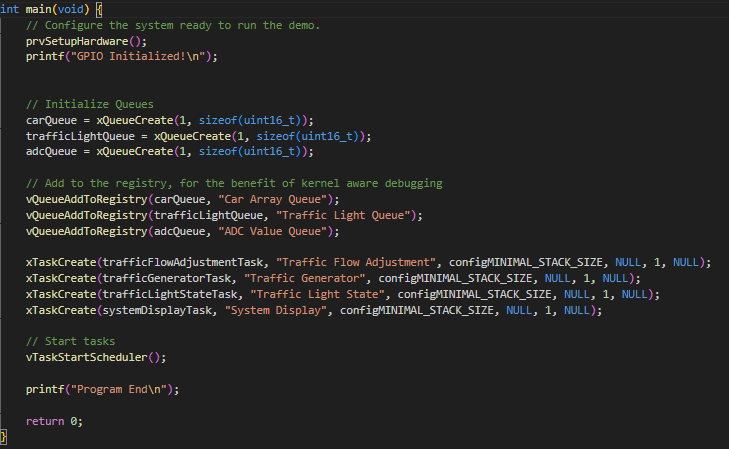 int main(void) {
    // Configure the system ready to run the demo.
    prvSetupHardware();
    printf("GPIO Initialized!\n");

    // Initialize Queues
    carQueue = xQueueCreate(1, sizeof(uint16_t));
    trafficLightQueue = xQueueCreate(1, sizeof(uint16_t));
    adcQueue = xQueueCreate(1, sizeof(uint16_t));

    // Add to the registry, for the benefit of kernel aware debugging
    vQueueAddToRegistry(carQueue, "Car Array Queue");
    vQueueAddToRegistry(trafficLightQueue, "Traffic Light Queue");
    vQueueAddToRegistry(adcQueue, "ADC Value Queue");

    xTaskCreate(trafficFlowAdjustmentTask, "Traffic Flow Adjustment", configMINIMAL_STACK_SIZE, NULL, 1, NULL);
    xTaskCreate(trafficGeneratorTask, "Traffic Generator", configMINIMAL_STACK_SIZE, NULL, 1, NULL);
    xTaskCreate(trafficLightStateTask, "Traffic Light State", configMINIMAL_STACK_SIZE, NULL, 1, NULL);
    xTaskCreate(systemDisplayTask, "System Display", configMINIMAL_STACK_SIZE, NULL, 1, NULL);

    // Start tasks
    vTaskStartScheduler();

    printf("Program End\n");

    return 0;
}